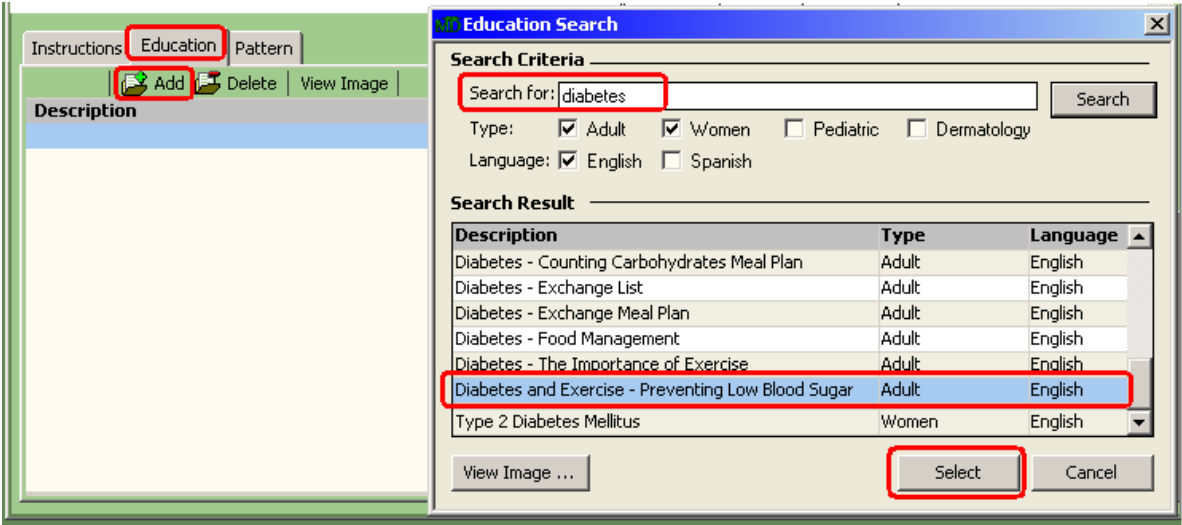 Instructions Education Pattern
Add Delete View Image
Description
Education Search
Search Criteria
Search for: diabetes Search
Type: Adult Women Pediatric Dermatology
Language: English Spanish
Search Result
Description Type Language
Diabetes - Counting Carbohydrates Meal Plan Adult English
Diabetes - Exchange List Adult English
Diabetes - Exchange Meal Plan Adult English
Diabetes - Food Management Adult English
Diabetes - The Importance of Exercise Adult English
Diabetes and Exercise - Preventing Low Blood Sugar Adult English
Type 2 Diabetes Mellitus Women English
View Image ... Select Cancel